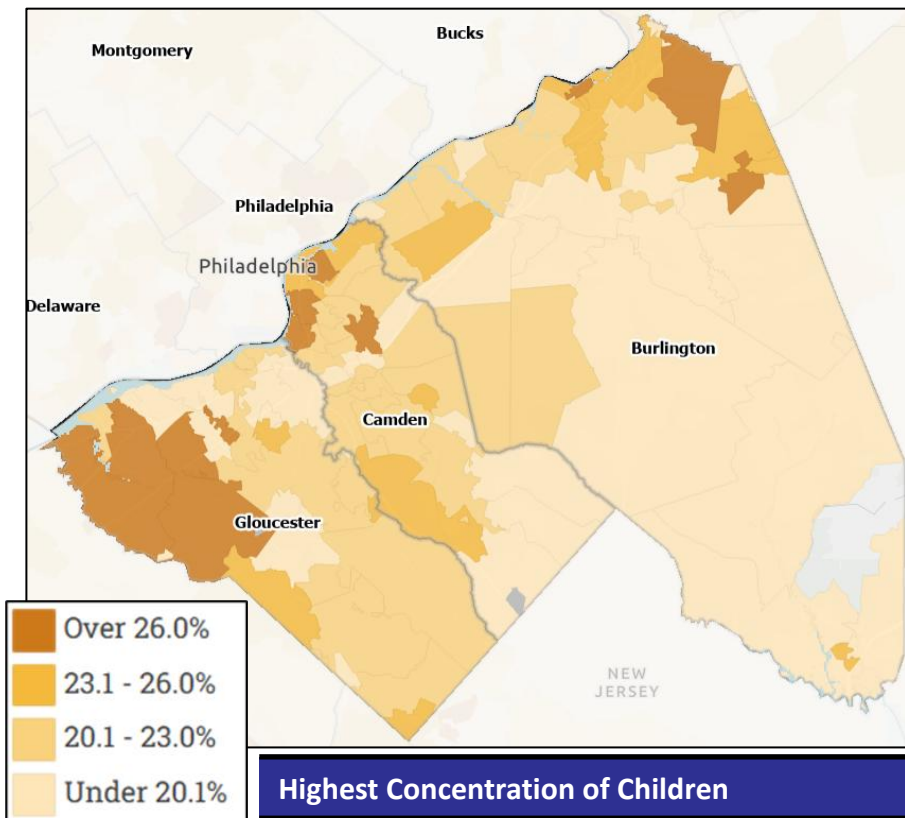 Bucks
Montgomery
Philadelphia
Philadelphia
Delaware
Burlington
Camden
Gloucester
NEW
JERSEY
Over 26.0%
23.1 - 26.0%
20.1 - 23.0%
Under 20.1%
Highest Concentration of Children